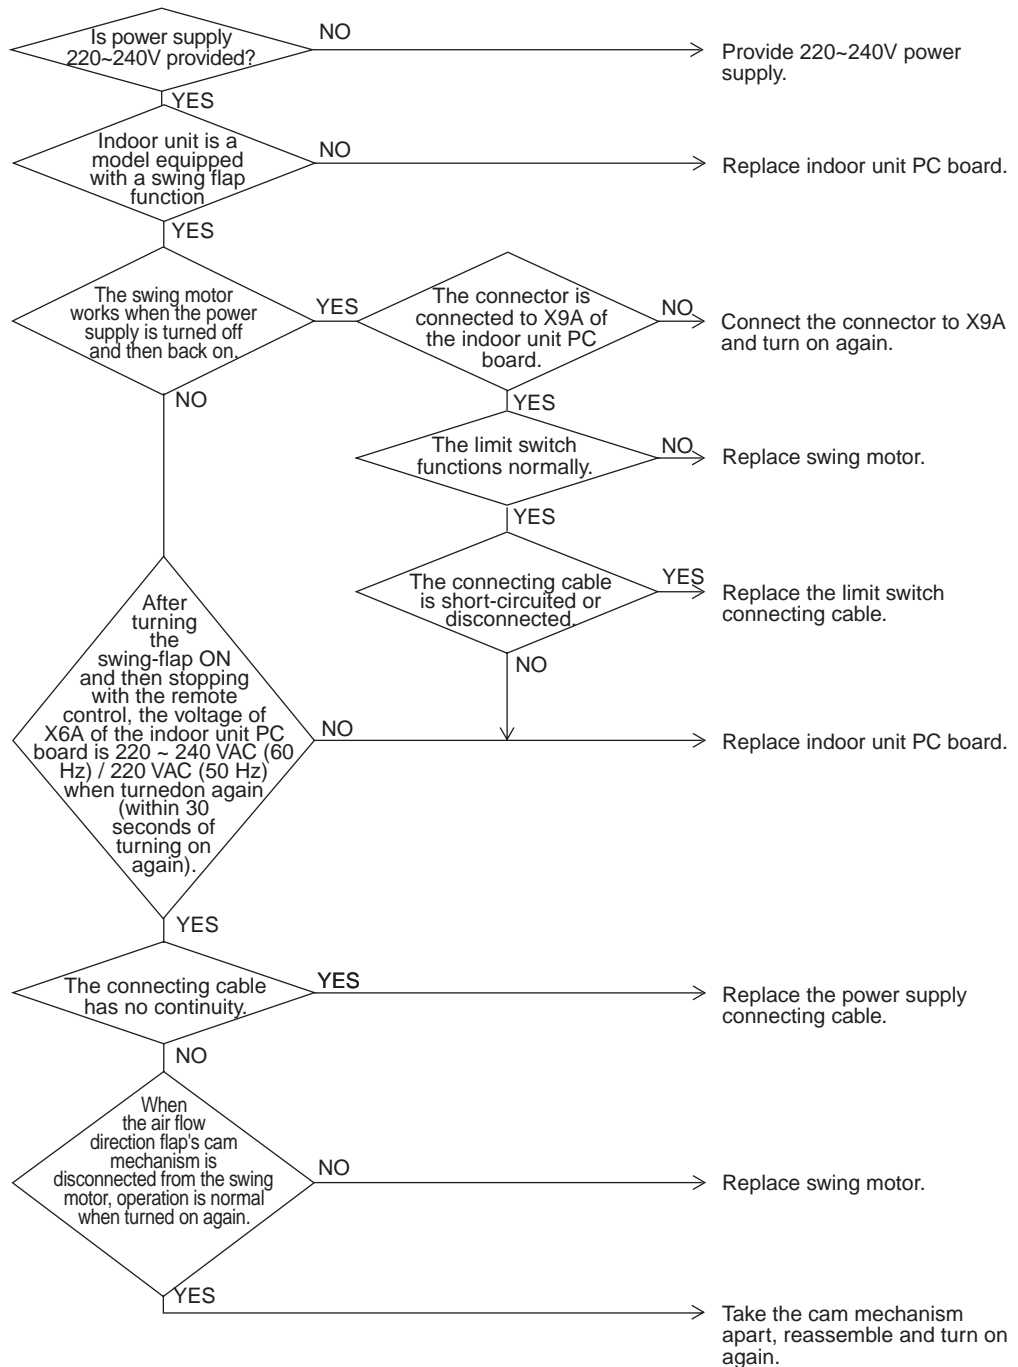 Is power supply
220~240V provided?
NO
Provide 220~240V power
supply.
YES
Indoor unit is a
model equipped
with a swing flap
function
NO
Replace indoor unit PC board.
YES
The swing motor
works when the power
supply is turned off
and then back on.
YES
The connector is
connected to X9A of
the indoor unit PC
board.
NO
Connect the connector to X9A
and turn on again.
NO
YES
The limit switch
functions normally.
NO
Replace swing motor.
YES
The connecting cable
is short-circuited or
disconnected.
YES
Replace the limit switch
connecting cable.
NO
After
turning
the
swing-flap ON
and then stopping
with the remote
control, the voltage of
X6A of the indoor unit PC
board is 220 ~ 240 VAC (60
Hz) / 220 VAC (50 Hz)
when turnedon again
(within 30
seconds of
turning on
again).
NO
Replace indoor unit PC board.
YES
The connecting cable
has no continuity.
YES
Replace the power supply
connecting cable.
NO
When
the air flow
direction flap's cam
mechanism is
disconnected from the swing
motor, operation is normal
when turned on again.
NO
Replace swing motor.
YES
Take the cam mechanism
apart, reassemble and turn on
again.